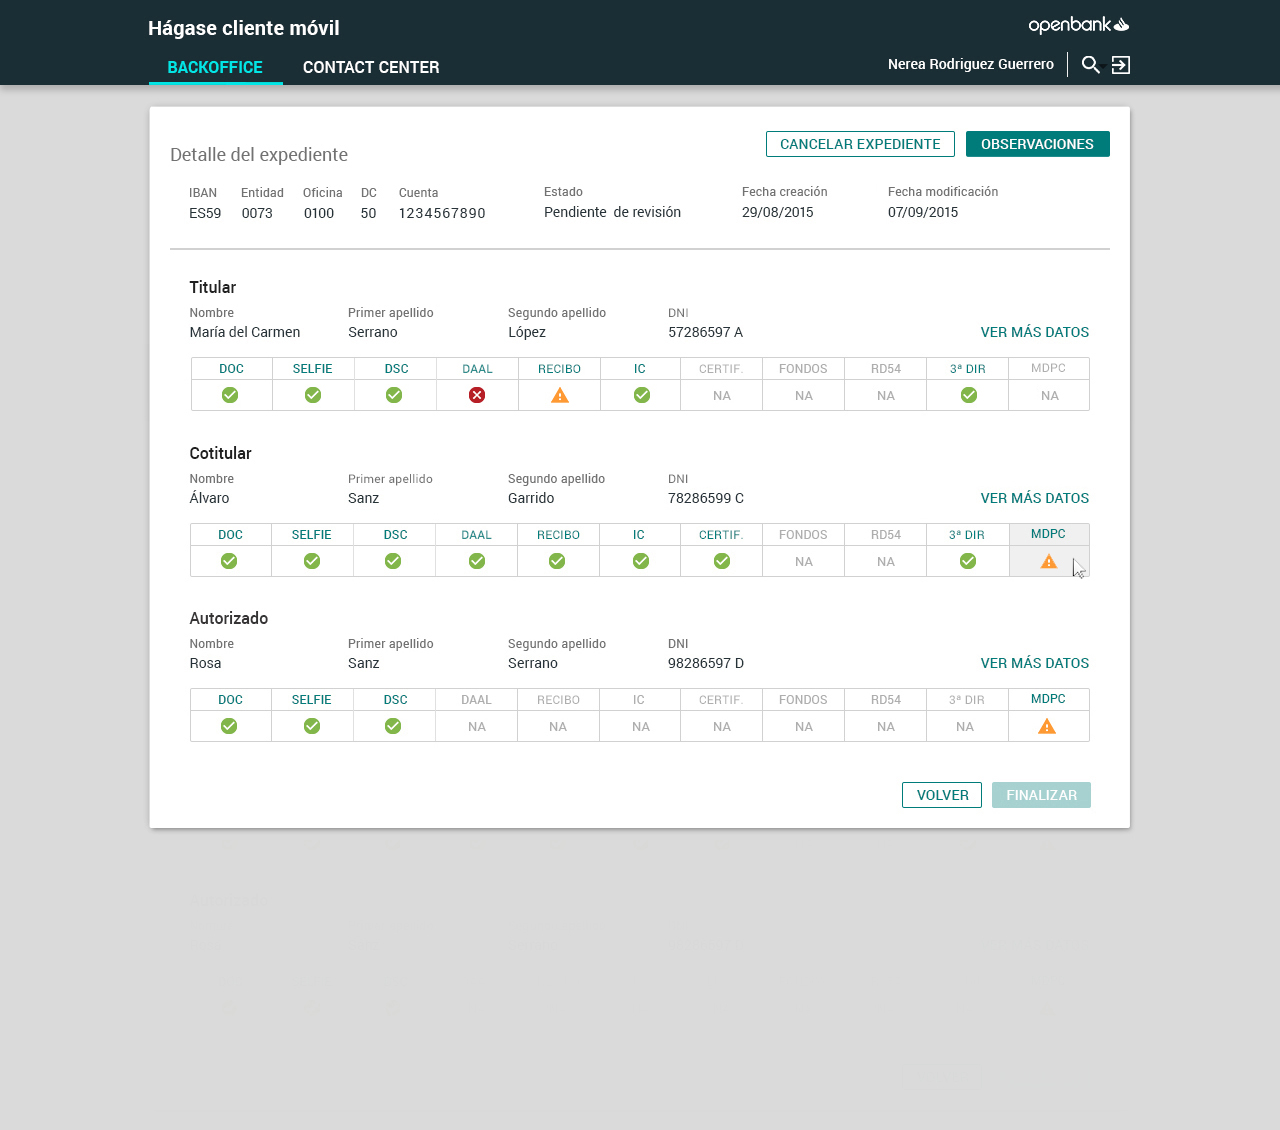 Hágase cliente móvil
openbank
BACKOFFICE CONTACT CENTER
Nerea Rodriguez Guerrero
Detalle del expediente
CANCELAR EXPEDIENTE OBSERVACIONES
IBAN Entidad Oficina DC Cuenta Estado Fecha creación Fecha modificación
ES59 0073 0100 50 1234567890 Pendiente de revisión 29/08/2015 07/09/2015
Titular
Nombre Primer apellido Segundo apellido DNI
María del Carmen Serrano López 57286597 A VER MÁS DATOS
DOC SELFIE DSC DAAL RECIBO IC CERTIF. FONDOS RD54 3ª DIR MDPC
NA NA NA NA
Cotitular
Nombre Primer apellido Segundo apellido DNI
Álvaro Sanz Garrido 78286599 C VER MÁS DATOS
DOC SELFIE DSC DAAL RECIBO IC CERTIF. FONDOS RD54 3ª DIR MDPC
NA NA
Autorizado
Nombre Primer apellido Segundo apellido DNI
Rosa Sanz Serrano 98286597 D VER MÁS DATOS
DOC SELFIE DSC DAAL RECIBO IC CERTIF. FONDOS RD54 3ª DIR MDPC
NA NA NA NA NA NA NA
VOLVER FINALIZAR